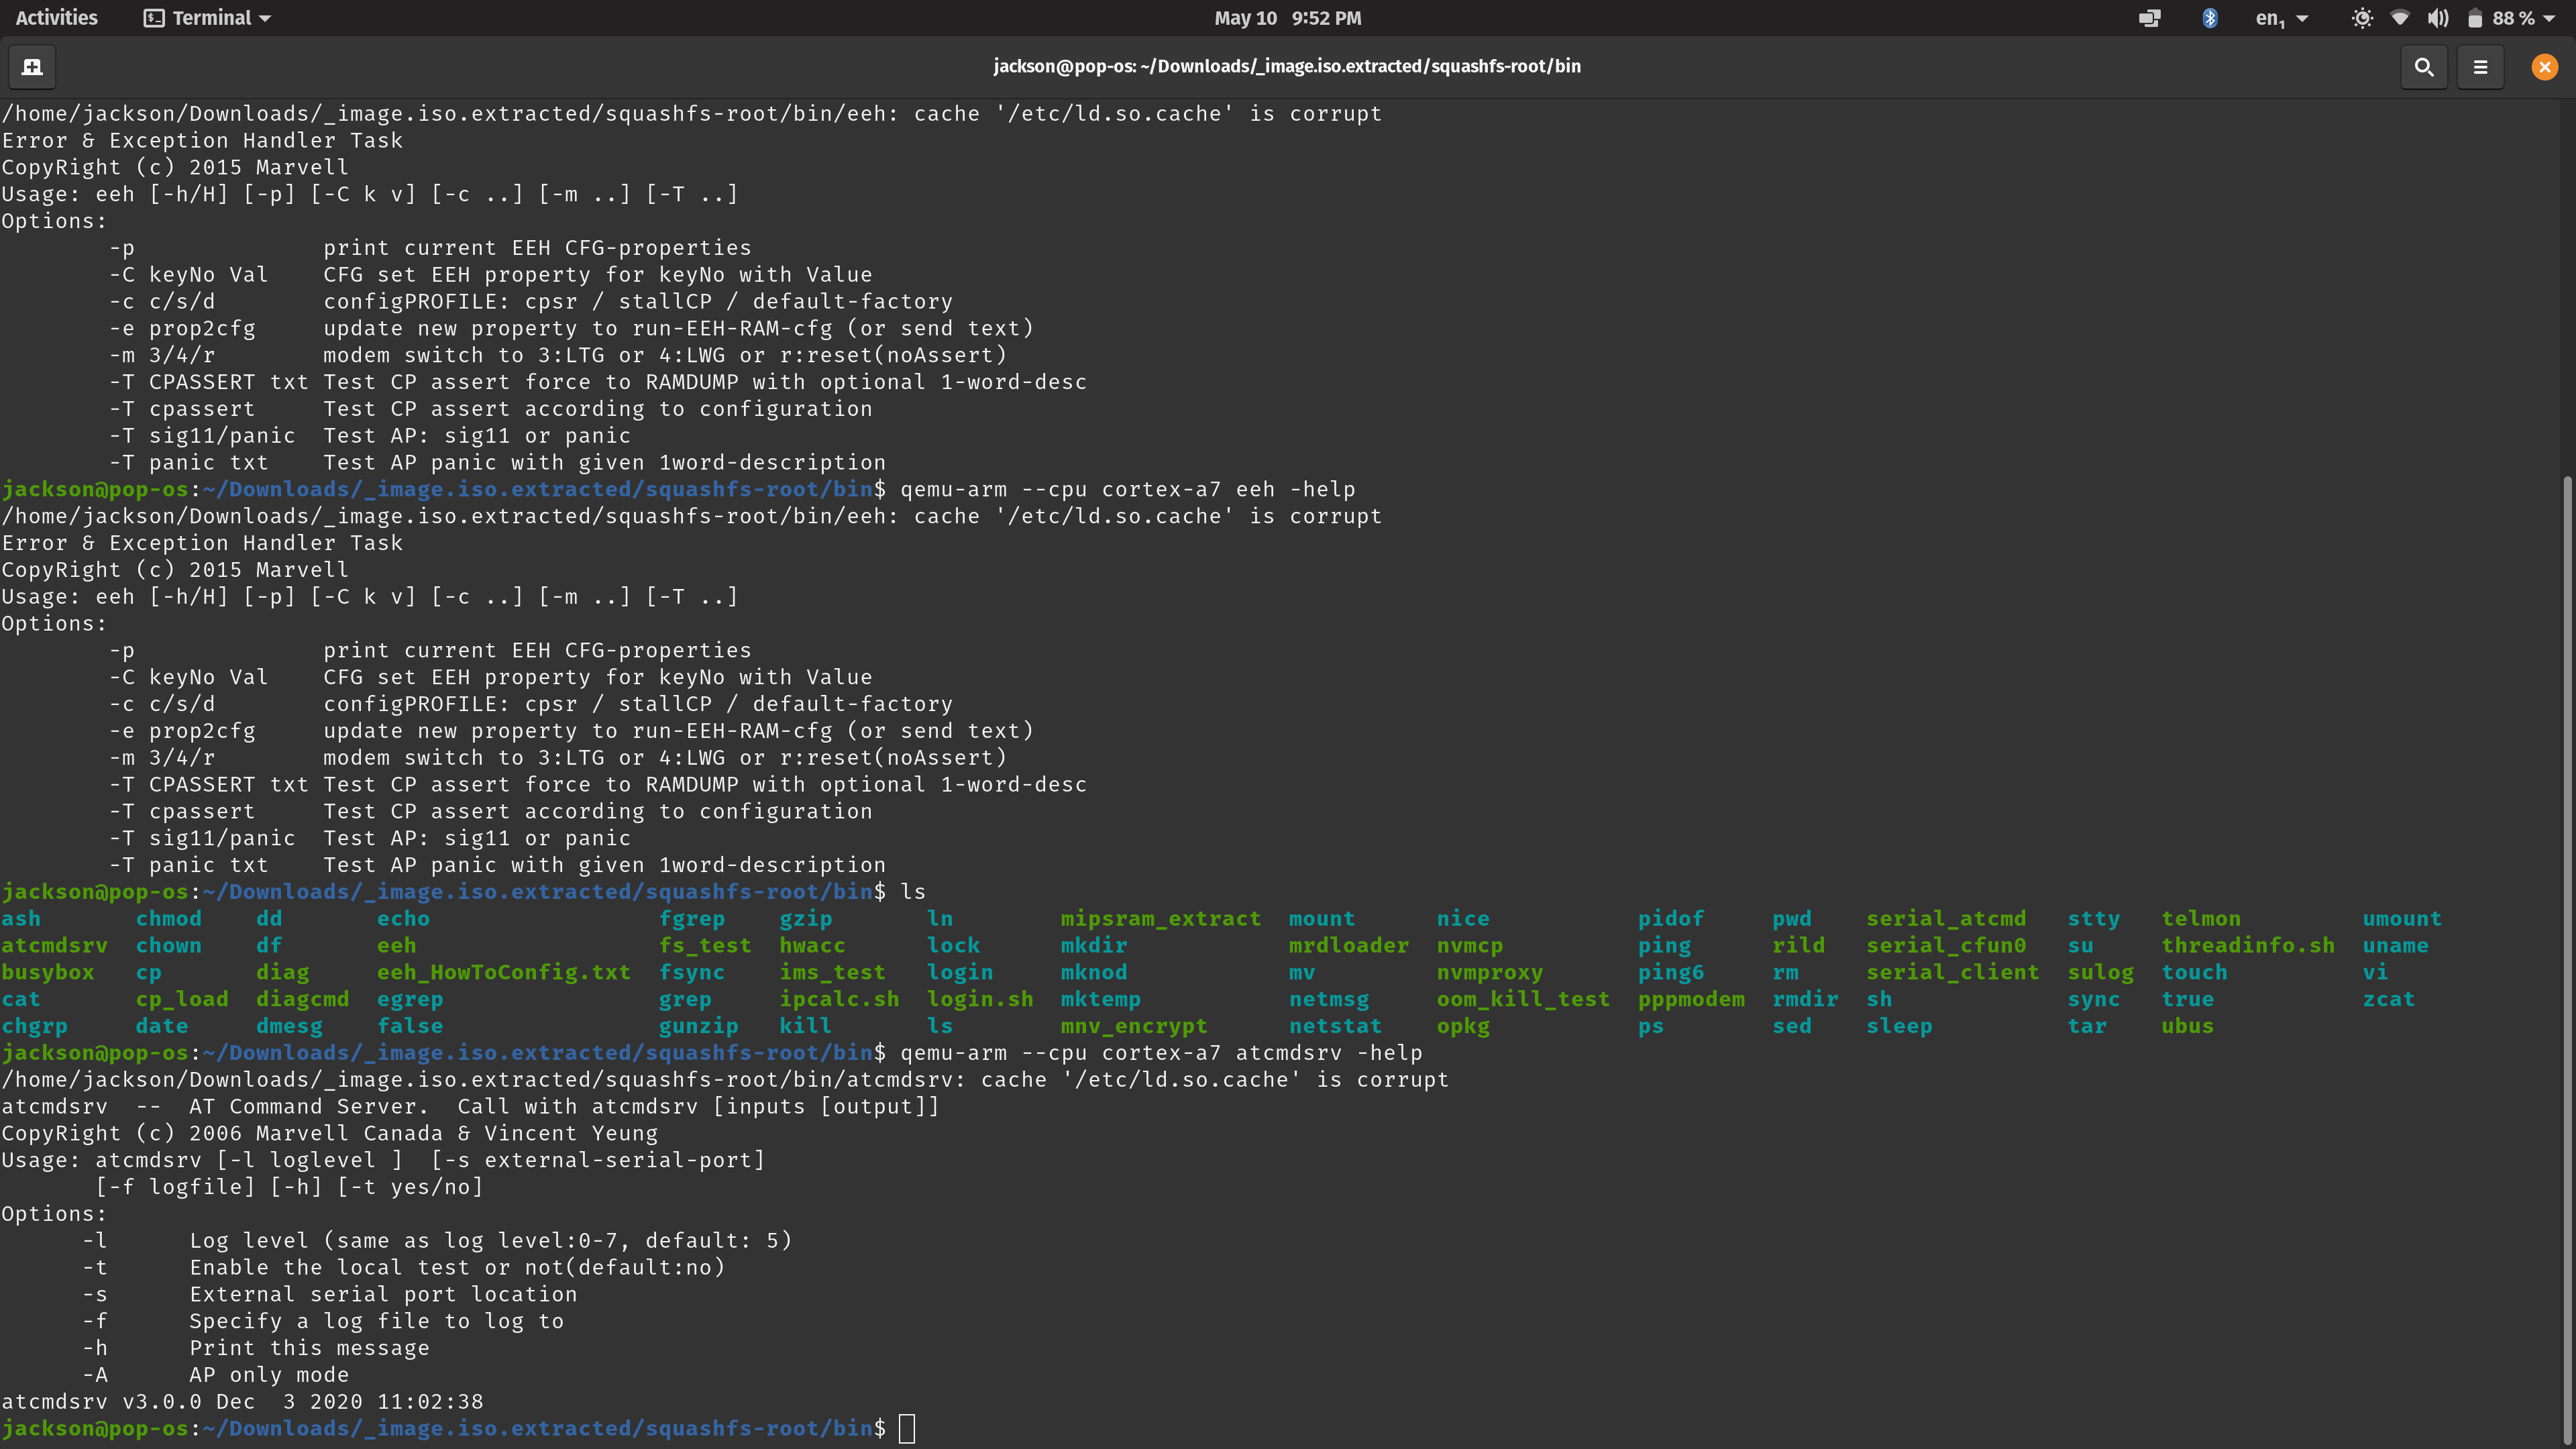 Activities Terminal May 10 9:52 PM en1 88 %
jackson@pop-os: ~/Downloads/_image.iso.extracted/squashfs-root/bin
/home/jackson/Downloads/_image.iso.extracted/squashfs-root/bin/eeh: cache '/etc/ld.so.cache' is corrupt
Error & Exception Handler Task
CopyRight (c) 2015 Marvell
Usage: eeh [-h/H] [-p] [-C k v] [-c ..] [-m ..] [-T ..]
Options:
        -p              print current EEH CFG-properties
        -C keyNo Val    CFG set EEH property for keyNo with Value
        -c c/s/d        configPROFILE: cpsr / stallCP / default-factory
        -e prop2cfg     update new property to run-EEH-RAM-cfg (or send text)
        -m 3/4/r        modem switch to 3:LTG or 4:LWG or r:reset(noAssert)
        -T CPASSERT txt Test CP assert force to RAMDUMP with optional 1-word-desc
        -T cpassert     Test CP assert according to configuration
        -T sig11/panic  Test AP: sig11 or panic
        -T panic txt    Test AP panic with given 1word-description
jackson@pop-os:~/Downloads/_image.iso.extracted/squashfs-root/bin$ qemu-arm --cpu cortex-a7 eeh -help
/home/jackson/Downloads/_image.iso.extracted/squashfs-root/bin/eeh: cache '/etc/ld.so.cache' is corrupt
Error & Exception Handler Task
CopyRight (c) 2015 Marvell
Usage: eeh [-h/H] [-p] [-C k v] [-c ..] [-m ..] [-T ..]
Options:
        -p              print current EEH CFG-properties
        -C keyNo Val    CFG set EEH property for keyNo with Value
        -c c/s/d        configPROFILE: cpsr / stallCP / default-factory
        -e prop2cfg     update new property to run-EEH-RAM-cfg (or send text)
        -m 3/4/r        modem switch to 3:LTG or 4:LWG or r:reset(noAssert)
        -T CPASSERT txt Test CP assert force to RAMDUMP with optional 1-word-desc
        -T cpassert     Test CP assert according to configuration
        -T sig11/panic  Test AP: sig11 or panic
        -T panic txt    Test AP panic with given 1word-description
jackson@pop-os:~/Downloads/_image.iso.extracted/squashfs-root/bin$ ls
ash chmod dd echo fgrep gzip ln mipsram_extract mount nice pidof pwd serial_atcmd stty telmon umount
atcmdsrv chown df eeh fs_test hwacc lock mkdir mrdloader nvmcp ping rild serial_cfun0 su threadinfo.sh uname
busybox cp diag eeh_HowToConfig.txt fsync ims_test login mknod mv nvmproxy ping6 rm serial_client sulog touch vi
cat cp_load diagcmd egrep grep ipcalc.sh login.sh mktemp netmsg oom_kill_test pppmodem rmdir sh sync true zcat
chgrp date dmesg false gunzip kill ls mnv_encrypt netstat opkg ps sed sleep tar ubus
jackson@pop-os:~/Downloads/_image.iso.extracted/squashfs-root/bin$ qemu-arm --cpu cortex-a7 atcmdsrv -help
/home/jackson/Downloads/_image.iso.extracted/squashfs-root/bin/atcmdsrv: cache '/etc/ld.so.cache' is corrupt
atcmdsrv  --  AT Command Server.  Call with atcmdsrv [inputs [output]]
CopyRight (c) 2006 Marvell Canada & Vincent Yeung
Usage: atcmdsrv [-l loglevel ]  [-s external-serial-port]
       [-f logfile] [-h] [-t yes/no]
Options:
      -l      Log level (same as log level:0-7, default: 5)
      -t      Enable the local test or not(default:no)
      -s      External serial port location
      -f      Specify a log file to log to
      -h      Print this message
      -A      AP only mode
atcmdsrv v3.0.0 Dec  3 2020 11:02:38
jackson@pop-os:~/Downloads/_image.iso.extracted/squashfs-root/bin$